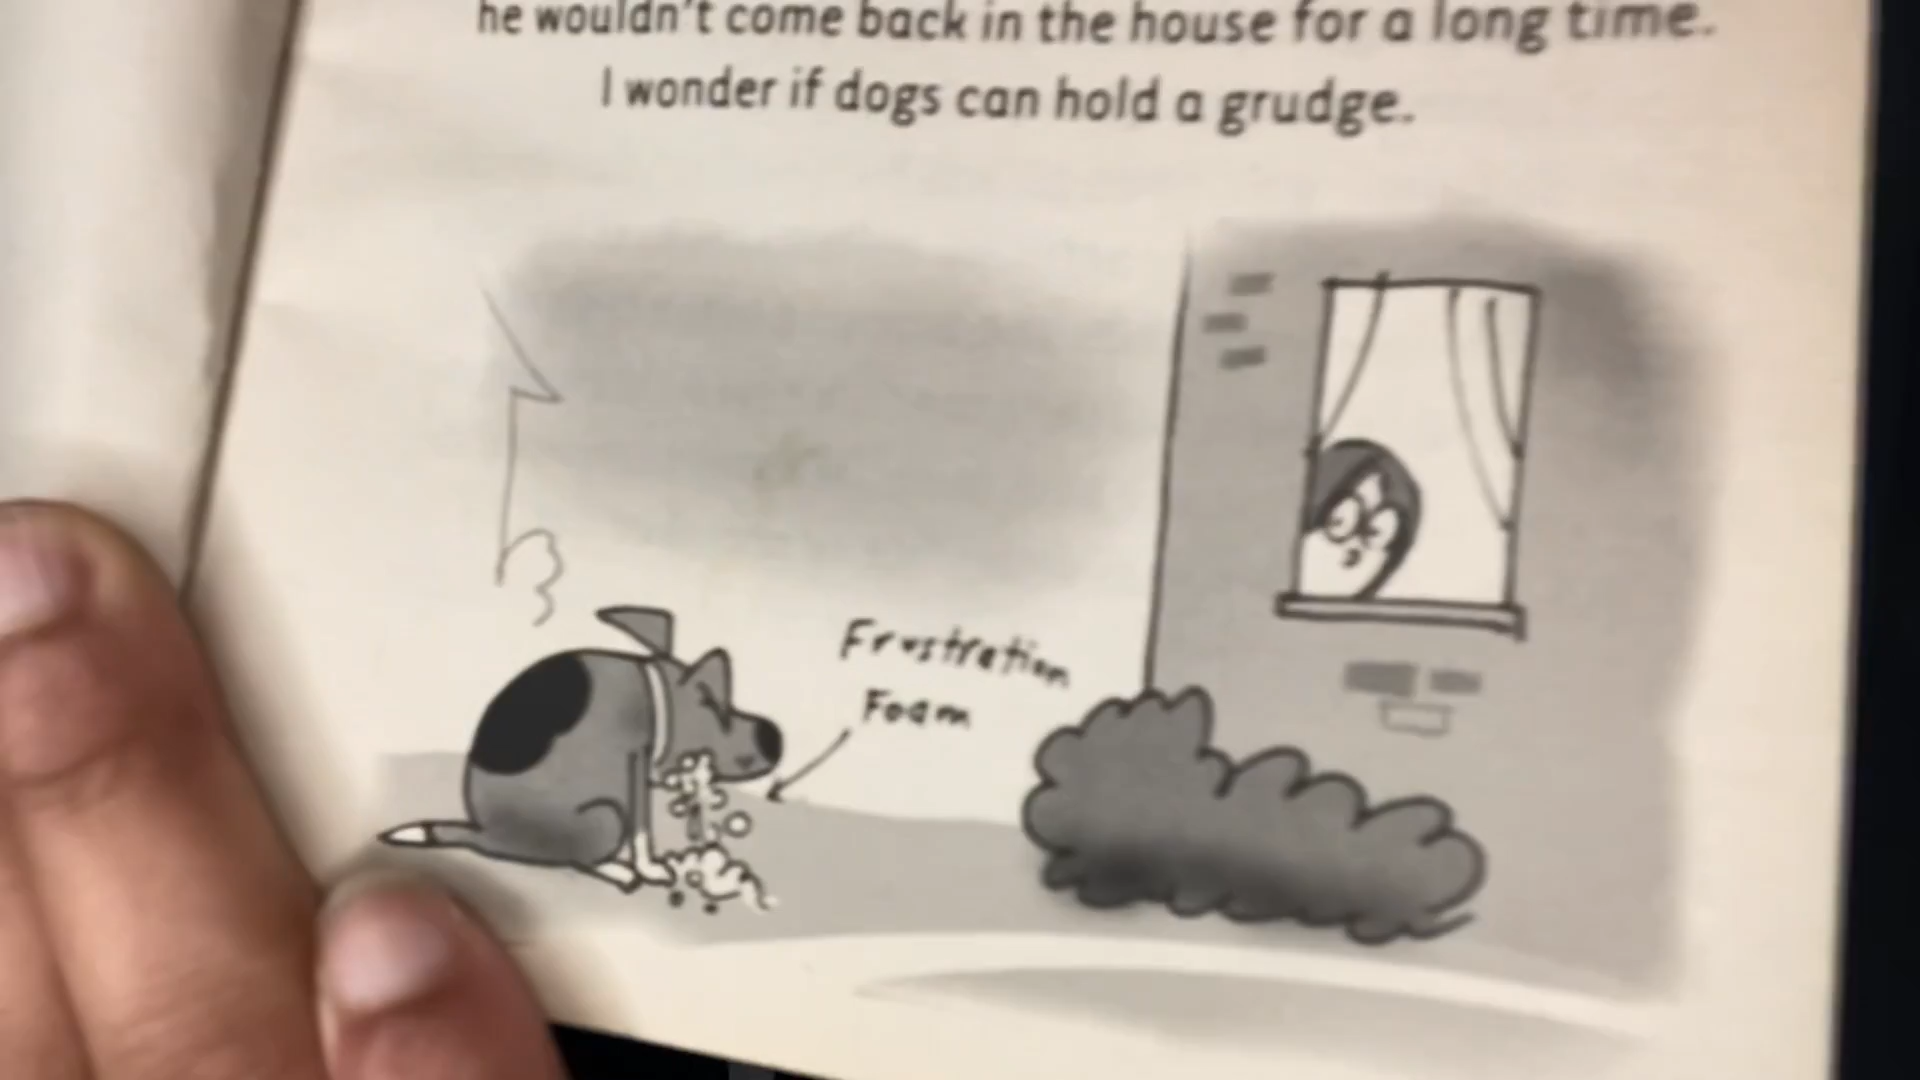 he wouldn't come back in the house for a long time.
I wonder if dogs can hold a grudge.
Frustration
Foam